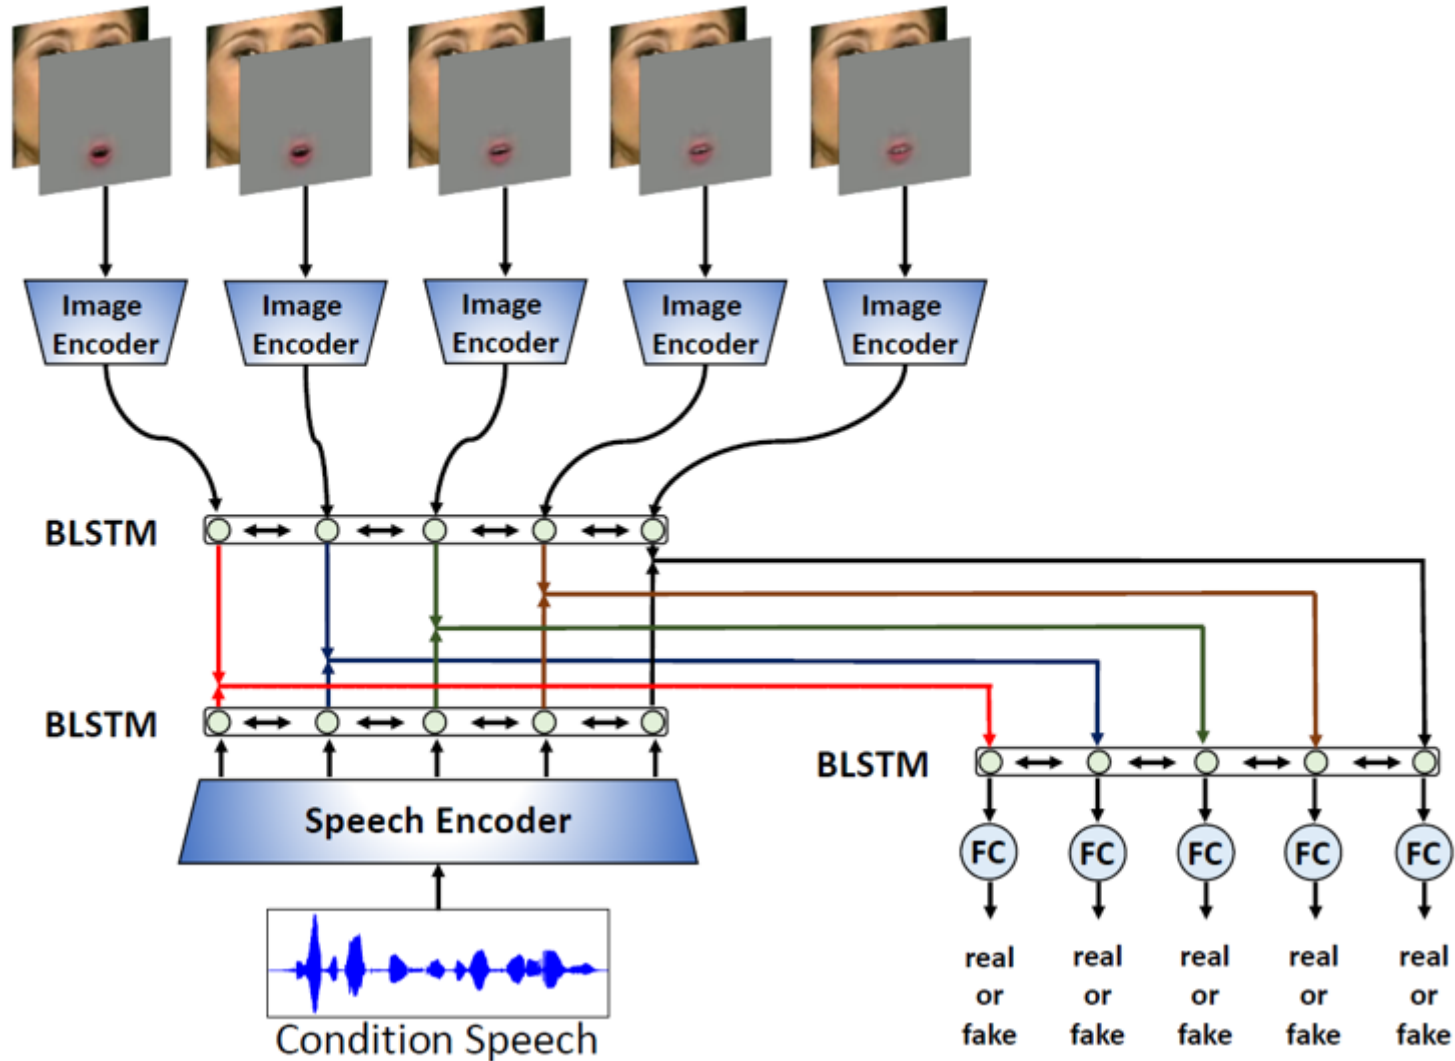 Image
Encoder
Image
Encoder
Image
Encoder
Image
Encoder
Image
Encoder
BLSTM
BLSTM
BLSTM
Speech Encoder
FC
FC
FC
FC
FC
real
or
fake
real
or
fake
real
or
fake
real
or
fake
real
or
fake
Condition Speech